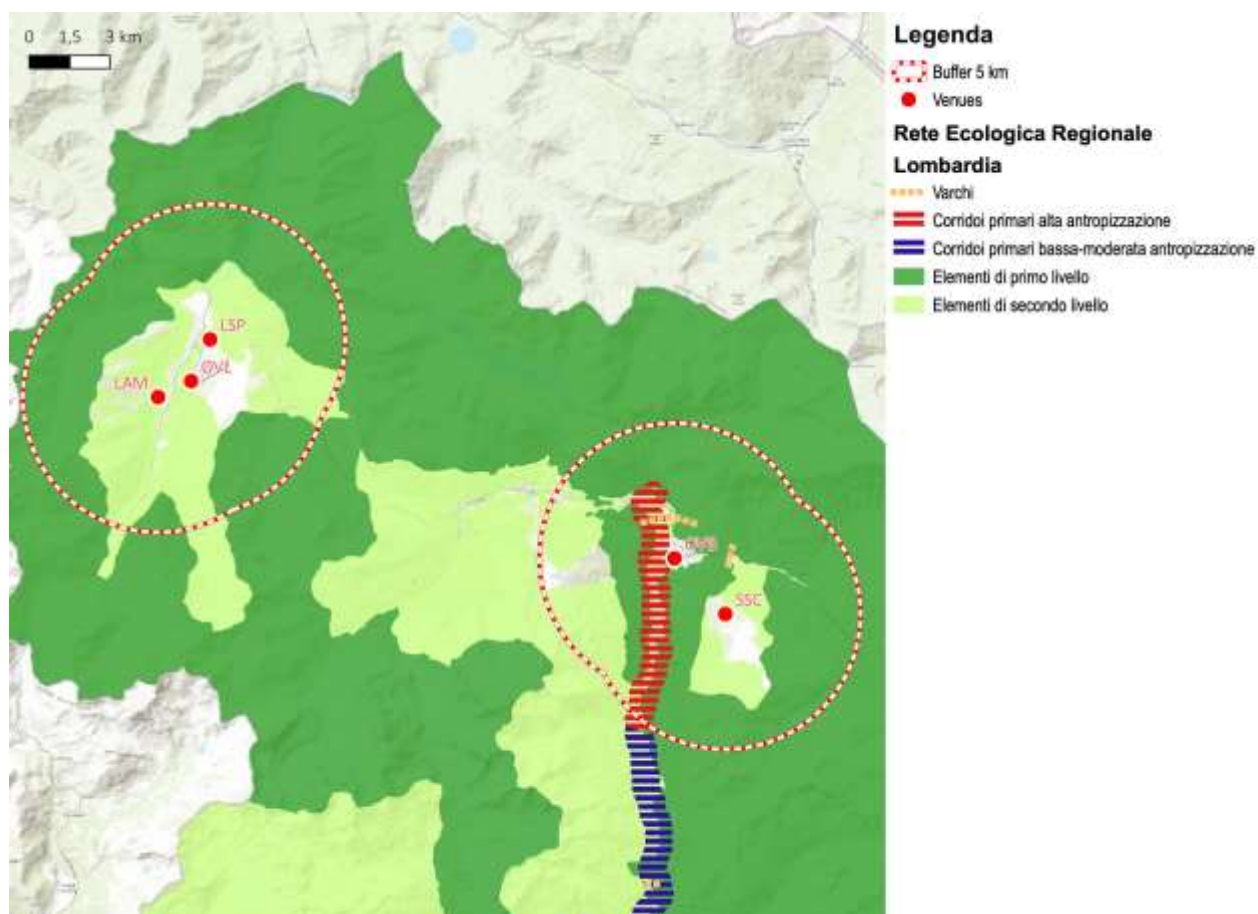 0 1,5 3 km
Legenda
Buffer 5 km
Venues
Rete Ecologica Regionale
Lombardia
Varchi
Corridoi primari alta antropizzazione
Corridoi primari bassa-moderata antropizzazione
Elementi di primo livello
Elementi di secondo livello
LSP
LAM
SSC